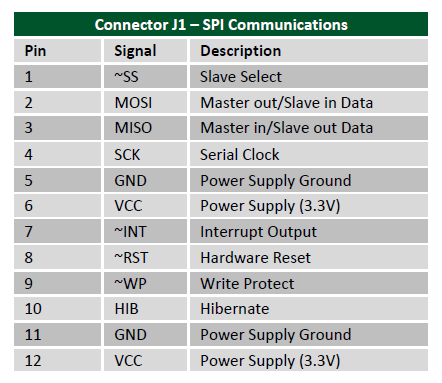 Connector J1 – SPI Communications
Pin Signal Description
1 ~SS Slave Select
2 MOSI Master out/Slave in Data
3 MISO Master in/Slave out Data
4 SCK Serial Clock
5 GND Power Supply Ground
6 VCC Power Supply (3.3V)
7 ~INT Interrupt Output
8 ~RST Hardware Reset
9 ~WP Write Protect
10 HIB Hibernate
11 GND Power Supply Ground
12 VCC Power Supply (3.3V)